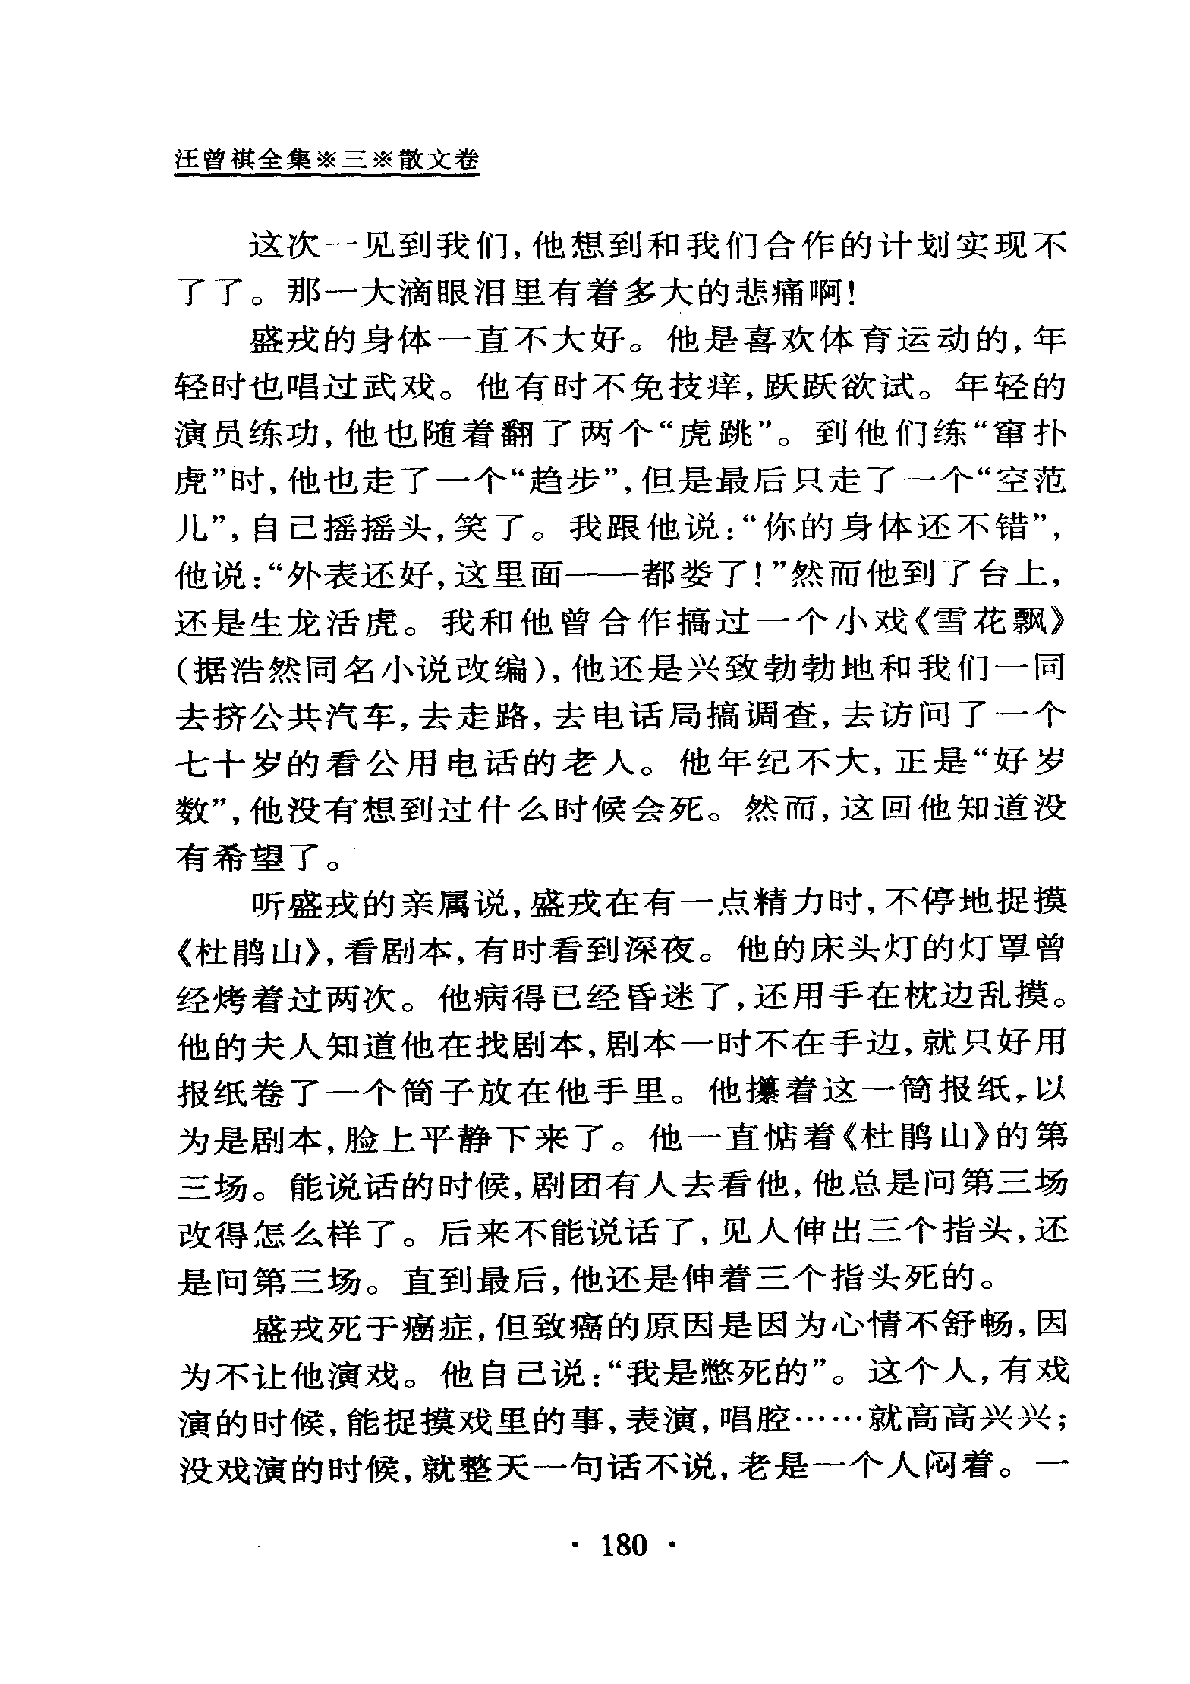 汪曾祺全集※三※散文卷
这次一见到我们,他想到和我们合作的计划实现不
了了。那一大滴眼泪里有着多大的悲痛啊!
盛戎的身体一直不大好。他是喜欢体育运动的,年
轻时也唱过武戏。他有时不免技痒,跃跃欲试。年轻的
演员练功,他也随着翻了两个“虎跳”。到他们练“窜扑
虎”时,他也走了一个“趋步”,但是最后只走了一个“空范
儿”,自己摇摇头,笑了。我跟他说:“你的身体还不错”,
他说:“外表还好,这里面——都娄了!”然而他到了台上,
还是生龙活虎。我和他曾合作搞过一个小戏《雪花飘》
(据浩然同名小说改编),他还是兴致勃勃地和我们一同
去挤公共汽车,去走路,去电话局搞调查,去访问了一个
七十岁的看公用电话的老人。他年纪不大,正是“好岁
数”,他没有想到过什么时候会死。然而,这回他知道没
有希望了。
听盛戎的亲属说,盛戎在有一点精力时,不停地捉摸
《杜鹃山》,看剧本,有时看到深夜。他的床头灯的灯罩曾
经烤着过两次。他病得已经昏迷了,还用手在枕边乱摸。
他的夫人知道他在找剧本,剧本一时不在手边,就只好用
报纸卷了一个筒子放在他手里。他攥着这一筒报纸,以
为是剧本,脸上平静下来了。他一直惦着《杜鹃山》的第
三场。能说话的时候,剧团有人去看他,他总是问第三场
改得怎么样了。后来不能说话了,见人伸出三个指头,还
是问第三场。直到最后,他还是伸着三个指头死的。
盛戎死于癌症,但致癌的原因是因为心情不舒畅,因
为不让他演戏。他自己说:“我是憋死的”。这个人,有戏
演的时候,能捉摸戏里的事,表演,唱腔……就高高兴兴;
没戏演的时候,就整天一句话不说,老是一个人闷着。一
· 180 ·